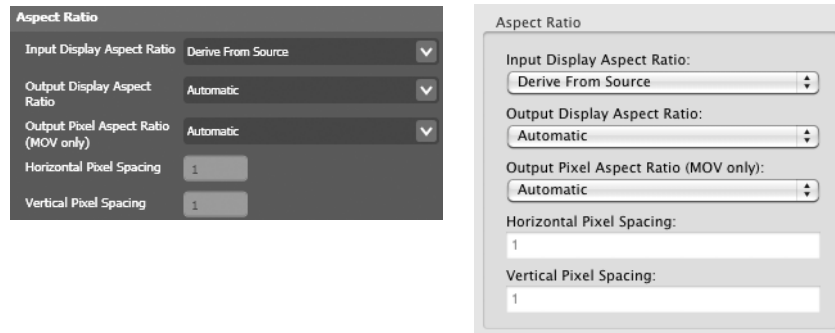 Aspect Ratio
Input Display Aspect Ratio Derive From Source
Output Display Aspect
Ratio
Automatic
Output Pixel Aspect Ratio
(MOV only)
Automatic
Horizontal Pixel Spacing 1
Vertical Pixel Spacing 1
Aspect Ratio
Input Display Aspect Ratio:
Derive From Source
Output Display Aspect Ratio:
Automatic
Output Pixel Aspect Ratio (MOV only):
Automatic
Horizontal Pixel Spacing:
1
Vertical Pixel Spacing:
1